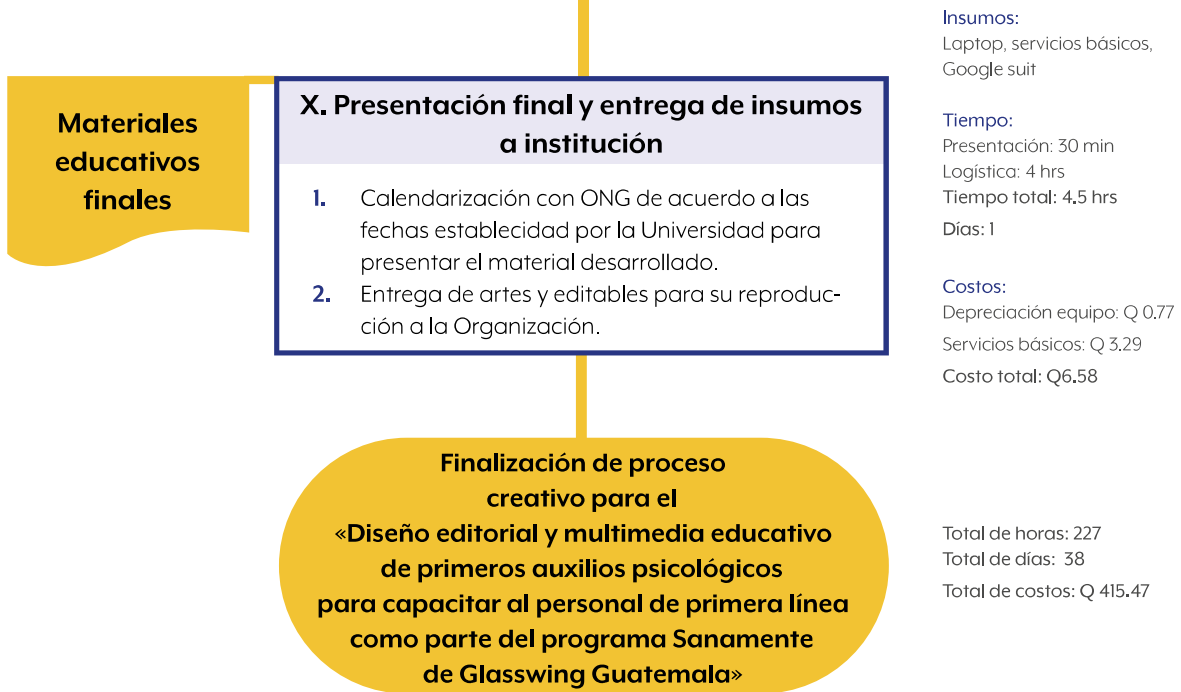 Materiales
educativos
finales
X. Presentación final y entrega de insumos
a institución
1. Calendarización con ONG de acuerdo a las
fechas establecidad por la Universidad para
presentar el material desarrollado.
2. Entrega de artes y editables para su reproduc-
ción a la Organización.
Insumos:
Laptop, servicios básicos,
Google suit
Tiempo:
Presentación: 30 min
Logística: 4 hrs
Tiempo total: 4.5 hrs
Días: 1
Costos:
Depreciación equipo: Q 0.77
Servicios básicos: Q 3.29
Costo total: Q6.58
Finalización de proceso
creativo para el
«Diseño editorial y multimedia educativo
de primeros auxilios psicológicos
para capacitar al personal de primera línea
como parte del programa Sanamente
de Glasswing Guatemala»
Total de horas: 227
Total de días: 38
Total de costos: Q 415.47